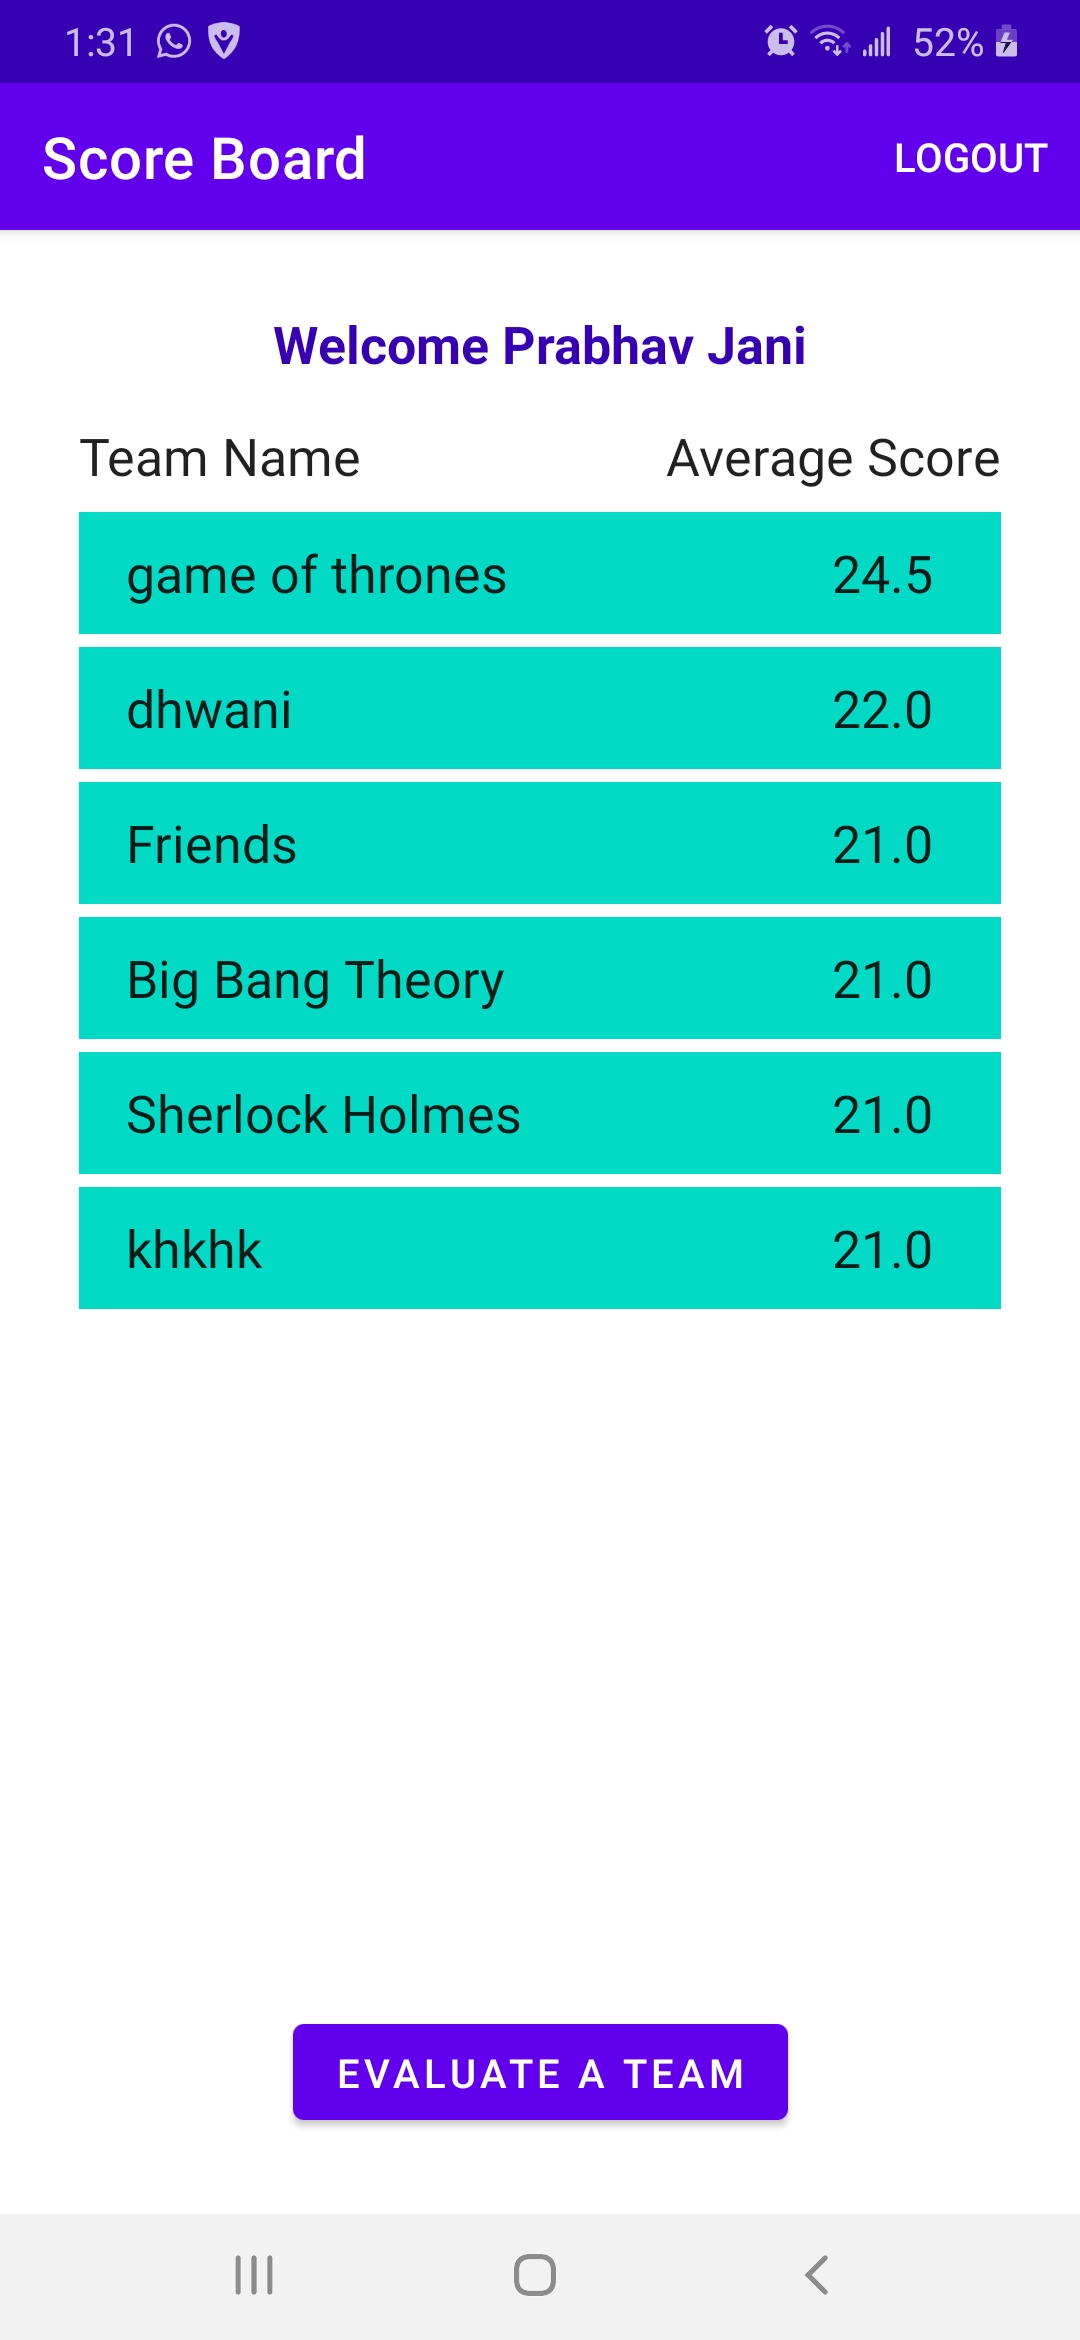 1:31 52%
Score Board LOGOUT
Welcome Prabhav Jani
Team Name Average Score
game of thrones 24.5
dhwani 22.0
Friends 21.0
Big Bang Theory 21.0
Sherlock Holmes 21.0
khkhk 21.0
EVALUATE A TEAM